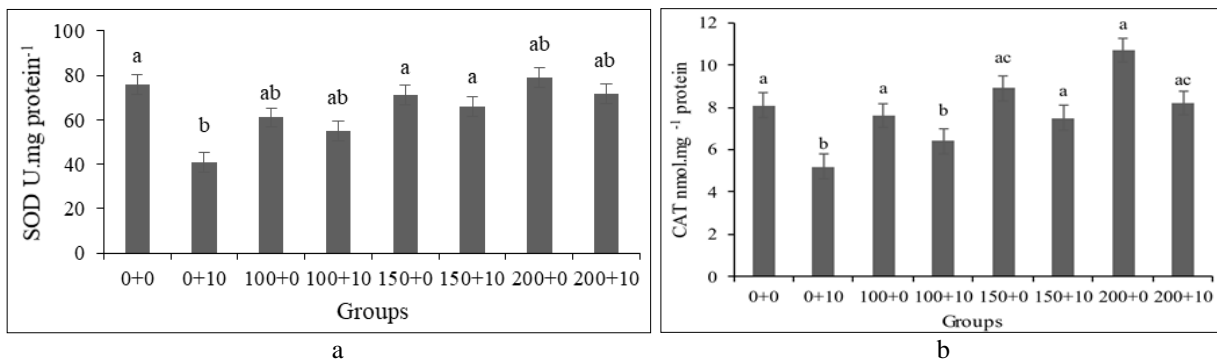 100
80
60
40
20
0
SOD U.mg protein⁻¹
a
b
ab
ab
a
a
ab
ab
0+0 0+10 100+0 100+10 150+0 150+10 200+0 200+10
Groups
a
12
10
8
6
4
2
0
CAT nmol.mg ⁻¹ protein
a
b
a
b
ac
a
a
ac
0+0 0+10 100+0 100+10 150+0 150+10 200+0 200+10
Groups
b